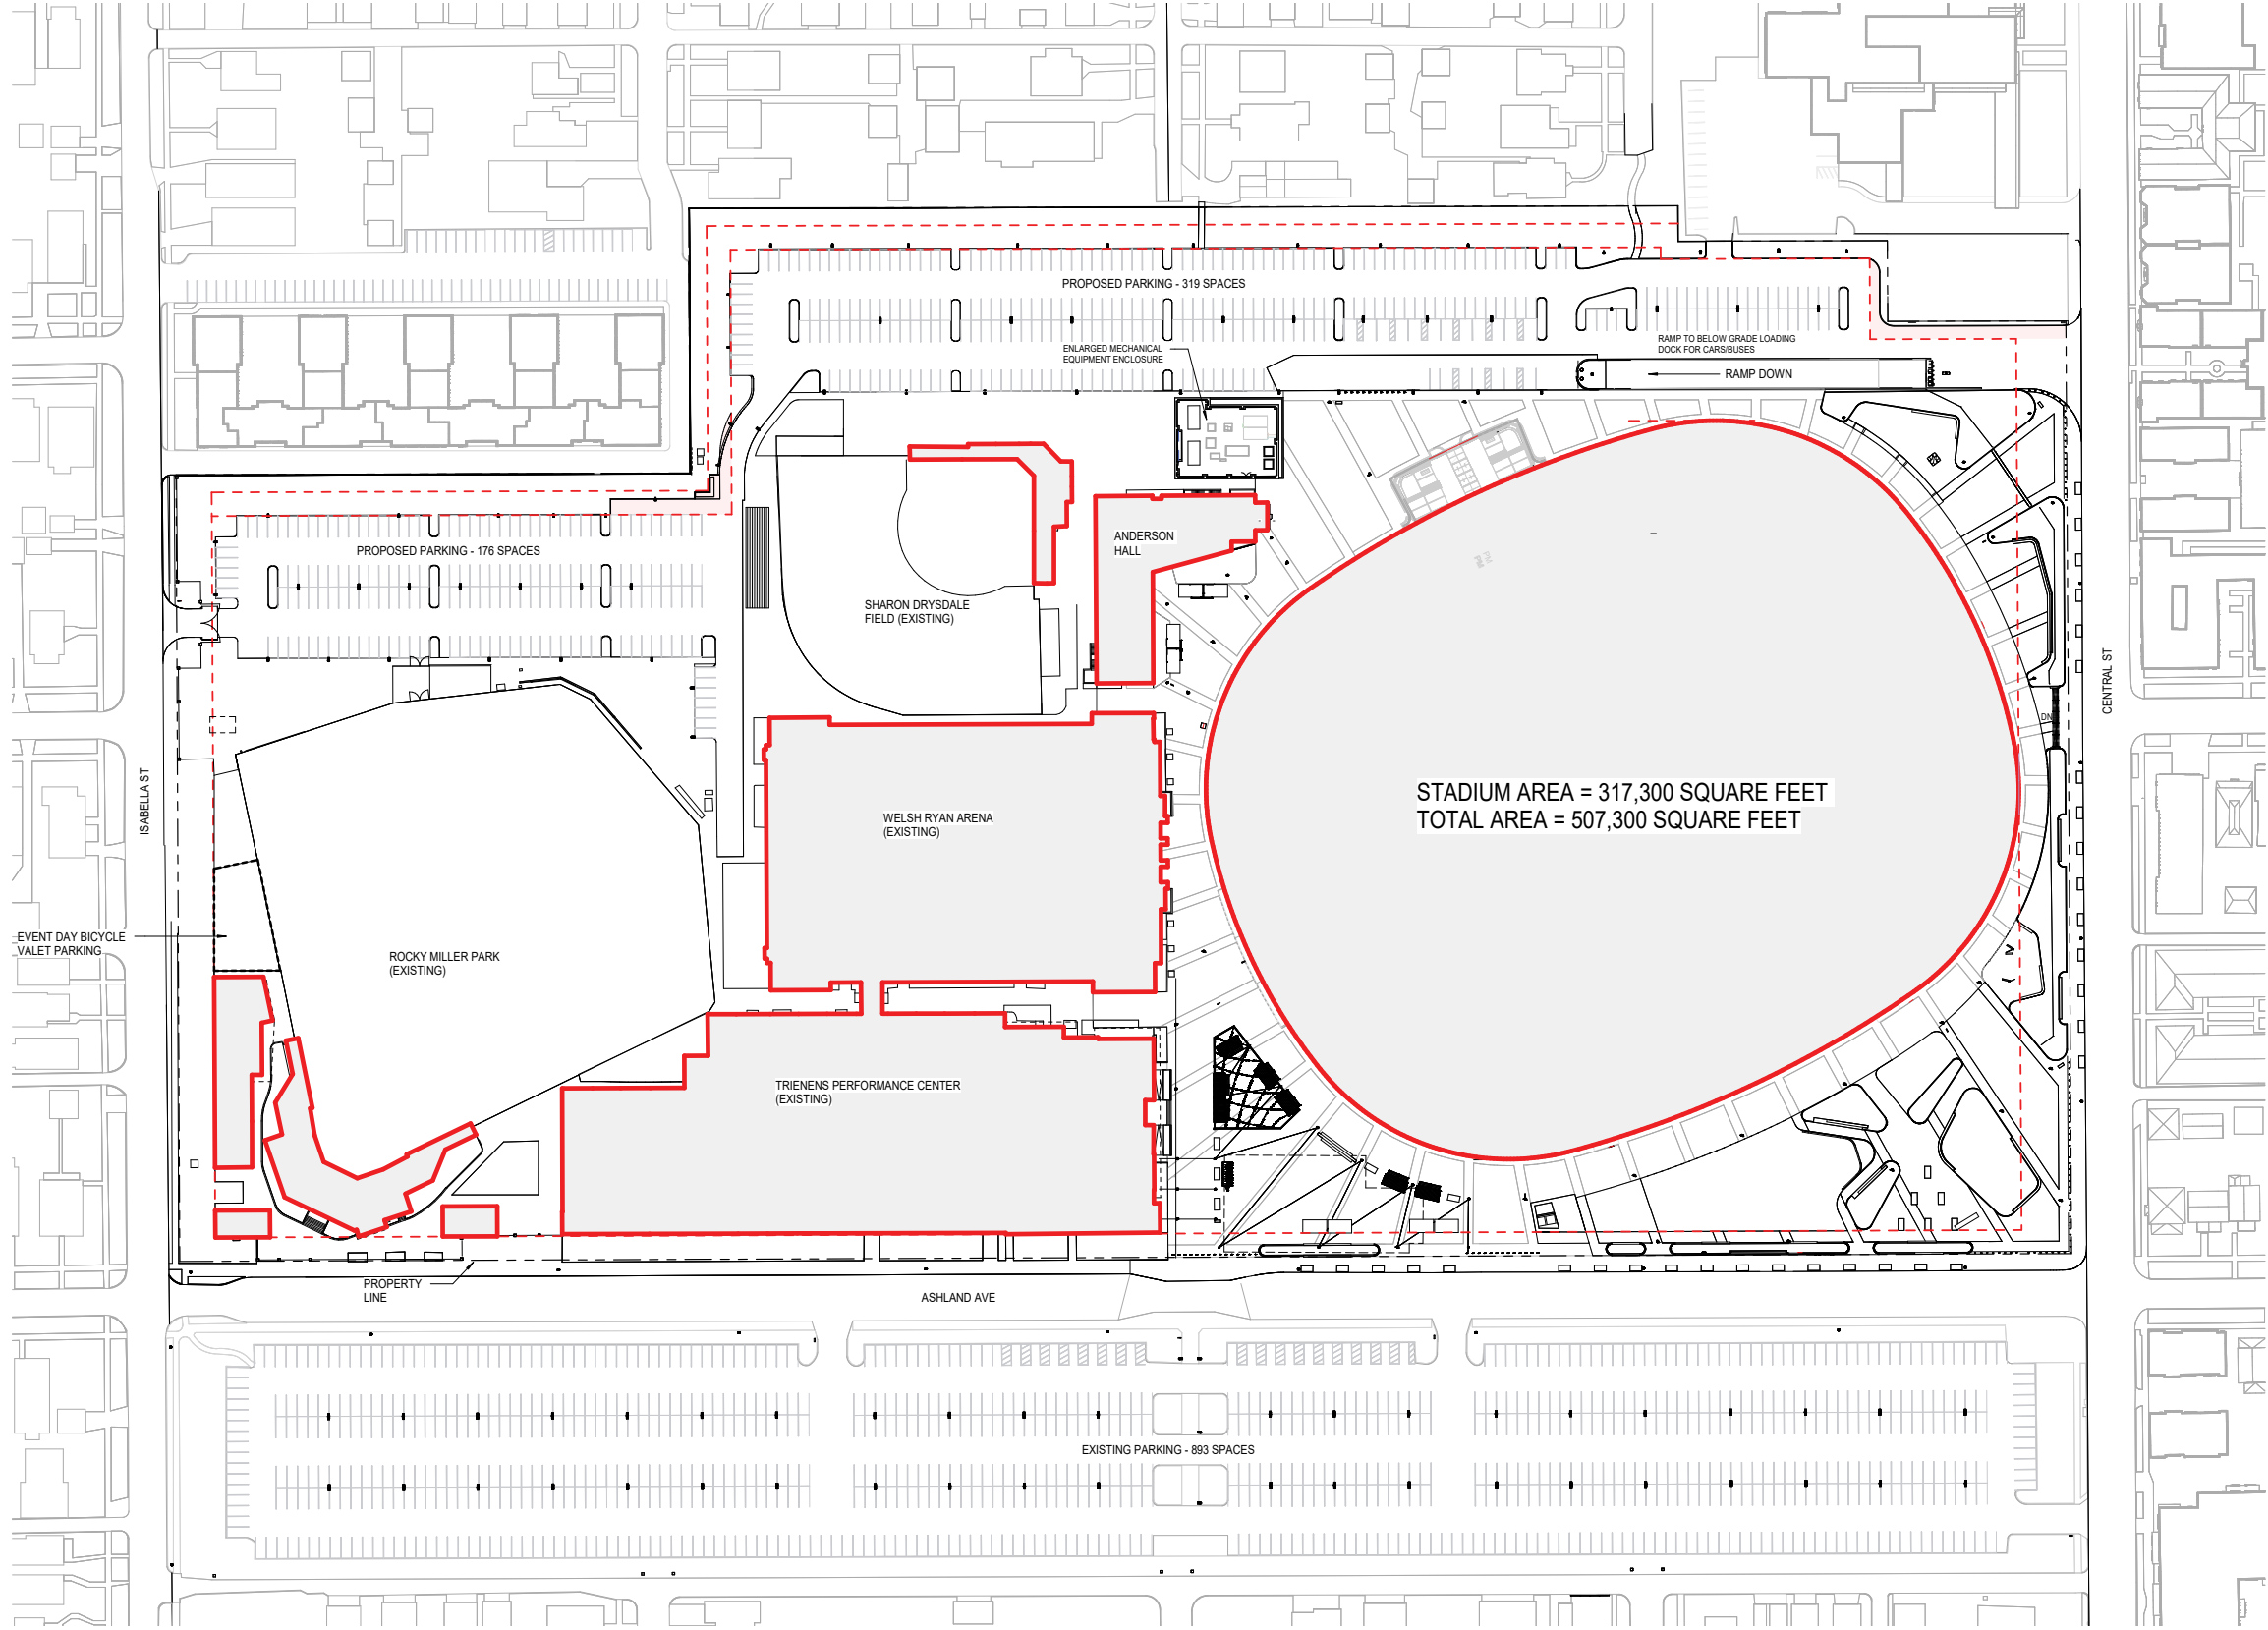 PROPOSED PARKING - 319 SPACES
ENLARGED MECHANICAL
EQUIPMENT ENCLOSURE
RAMP TO BELOW GRADE LOADING
DOCK FOR CARS/BUSES
RAMP DOWN
PROPOSED PARKING - 176 SPACES
ANDERSON
HALL
SHARON DRYSDALE
FIELD (EXISTING)
CENTRAL ST
DN
ISABELLA ST
STADIUM AREA = 317,300 SQUARE FEET
TOTAL AREA = 507,300 SQUARE FEET
WELSH RYAN ARENA
(EXISTING)
EVENT DAY BICYCLE
VALET PARKING
ROCKY MILLER PARK
(EXISTING)
TRIENENS PERFORMANCE CENTER
(EXISTING)
PROPERTY
LINE
ASHLAND AVE
EXISTING PARKING - 893 SPACES